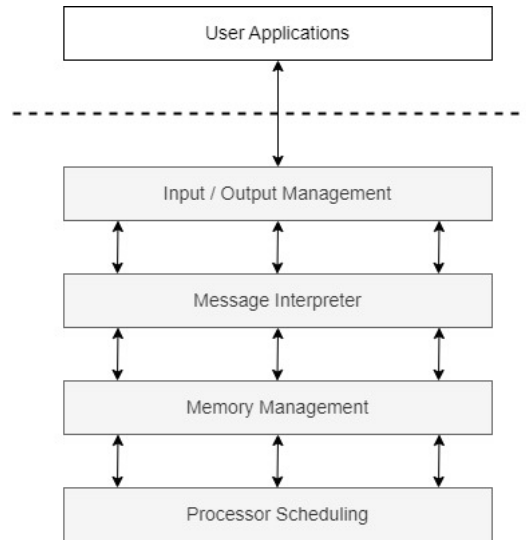 User Applications
Input / Output Management
Message Interpreter
Memory Management
Processor Scheduling